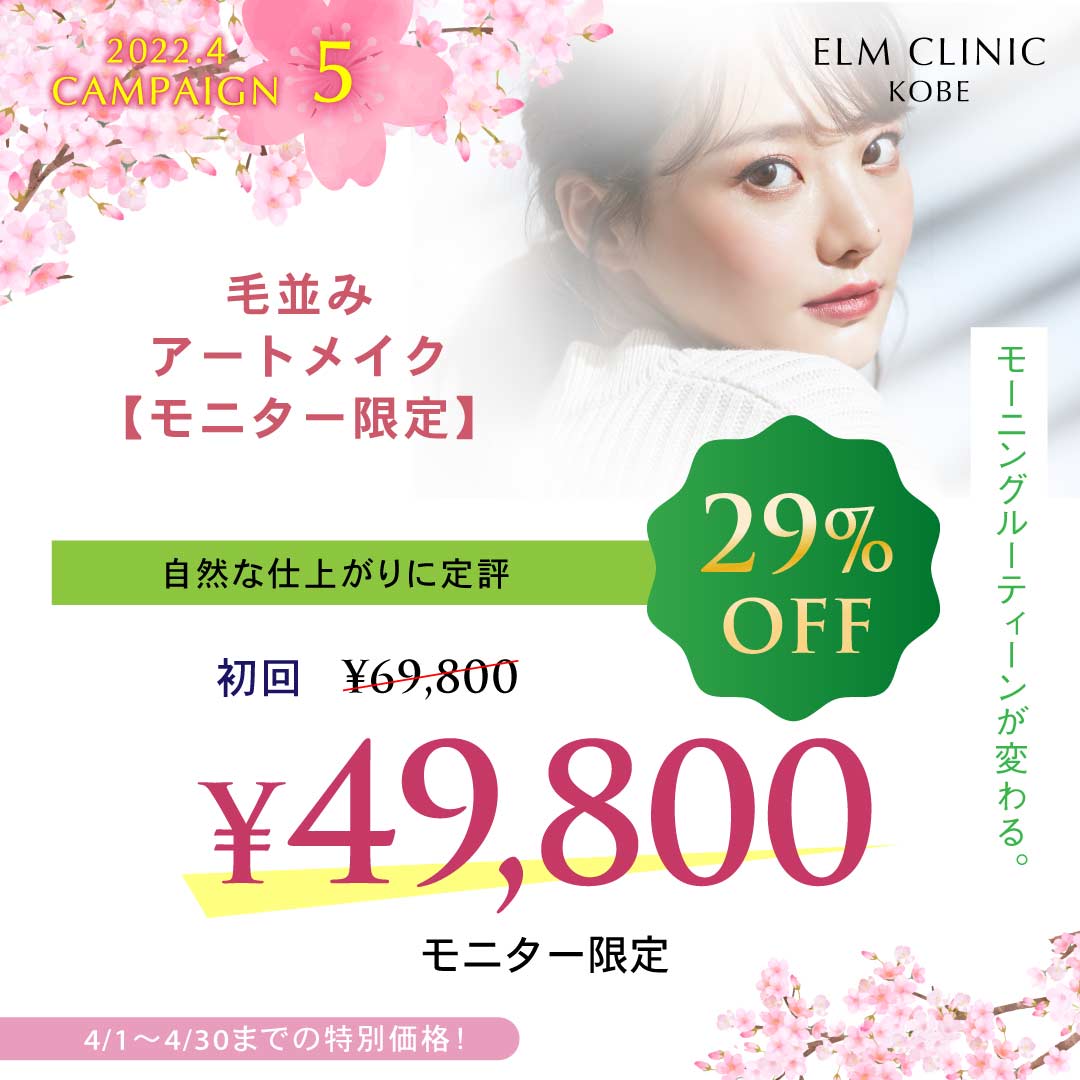 2022.4
CAMPAIGN 5
ELM CLINIC
KOBE
毛並み
アートメイク
【モニター限定】
モーニングルーティーンが変わる。
29%
OFF
自然な仕上がりに定評
初回 ¥69,800
¥49,800
モニター限定
4/1〜4/30までの特別価格！